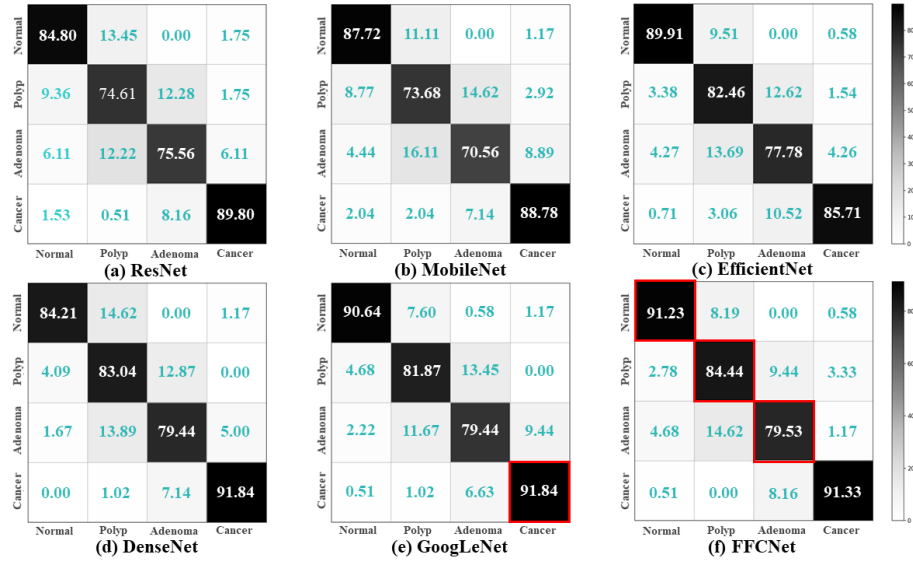 Normal 84.80 13.45 0.00 1.75
Polyp 9.36 74.61 12.28 1.75
Adenoma 6.11 12.22 75.56 6.11
Cancer 1.53 0.51 8.16 89.80
Normal Polyp Adenoma Cancer
(a) ResNet
Normal 87.72 11.11 0.00 1.17
Polyp 8.77 73.68 14.62 2.92
Adenoma 4.44 16.11 70.56 8.89
Cancer 2.04 2.04 7.14 88.78
Normal Polyp Adenoma Cancer
(b) MobileNet
Normal 89.91 9.51 0.00 0.58
Polyp 3.38 82.46 12.62 1.54
Adenoma 4.27 13.69 77.78 4.26
Cancer 0.71 3.06 10.52 85.71
Normal Polyp Adenoma Cancer
(c) EfficientNet
Normal 84.21 14.62 0.00 1.17
Polyp 4.09 83.04 12.87 0.00
Adenoma 1.67 13.89 79.44 5.00
Cancer 0.00 1.02 7.14 91.84
Normal Polyp Adenoma Cancer
(d) DenseNet
Normal 90.64 7.60 0.58 1.17
Polyp 4.68 81.87 13.45 0.00
Adenoma 2.22 11.67 79.44 9.44
Cancer 0.51 1.02 6.63 91.84
Normal Polyp Adenoma Cancer
(e) GoogLeNet
Normal 91.23 8.19 0.00 0.58
Polyp 2.78 84.44 9.44 3.33
Adenoma 4.68 14.62 79.53 1.17
Cancer 0.51 0.00 8.16 91.33
Normal Polyp Adenoma Cancer
(f) FFCNet